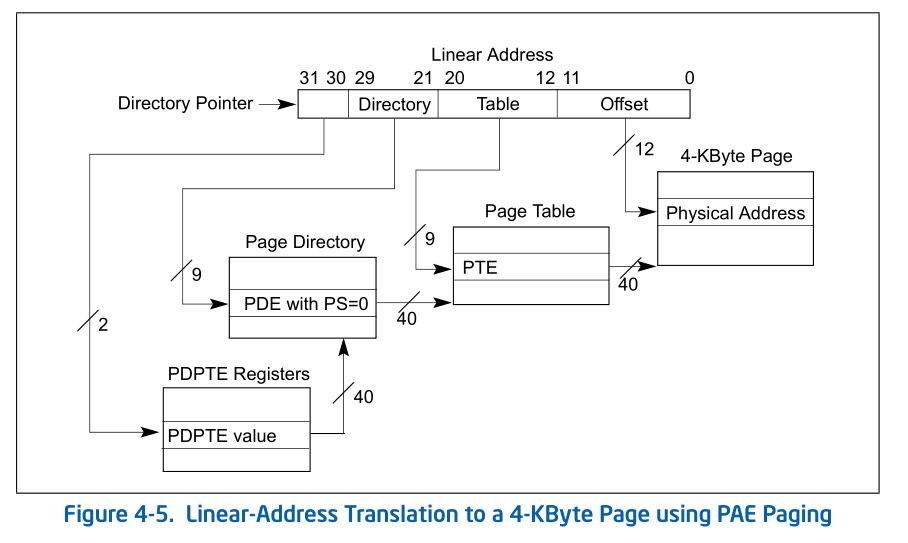 Linear Address
31 30 29 21 20 12 11 0
Directory Pointer Directory Table Offset
12
4-KByte Page
Physical Address
Page Table
9
PTE
40
Page Directory
9
PDE with PS=0
40
2
PDPTE Registers
40
PDPTE value
Figure 4-5. Linear-Address Translation to a 4-KByte Page using PAE Paging